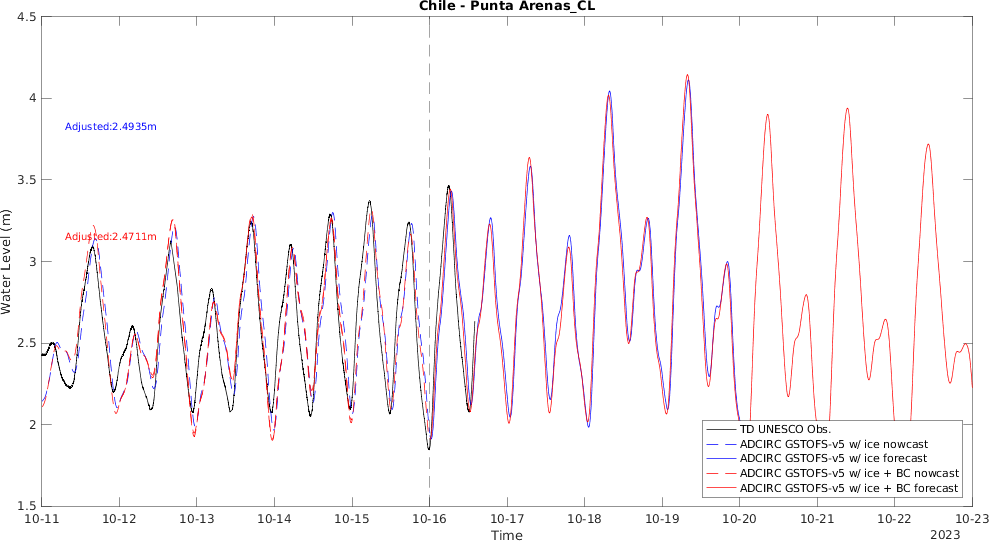 Chile - Punta Arenas_CL
4.5
4
3.5
3
2.5
2
1.5
Water Level (m)
Adjusted:2.4935m
Adjusted:2.4711m
TD UNESCO Obs.
ADCIRC GSTOFS-v5 w/ ice nowcast
ADCIRC GSTOFS-v5 w/ ice forecast
ADCIRC GSTOFS-v5 w/ ice + BC nowcast
ADCIRC GSTOFS-v5 w/ ice + BC forecast
10-11 10-12 10-13 10-14 10-15 10-16 10-17 10-18 10-19 10-20 10-21 10-22 10-23
Time
2023